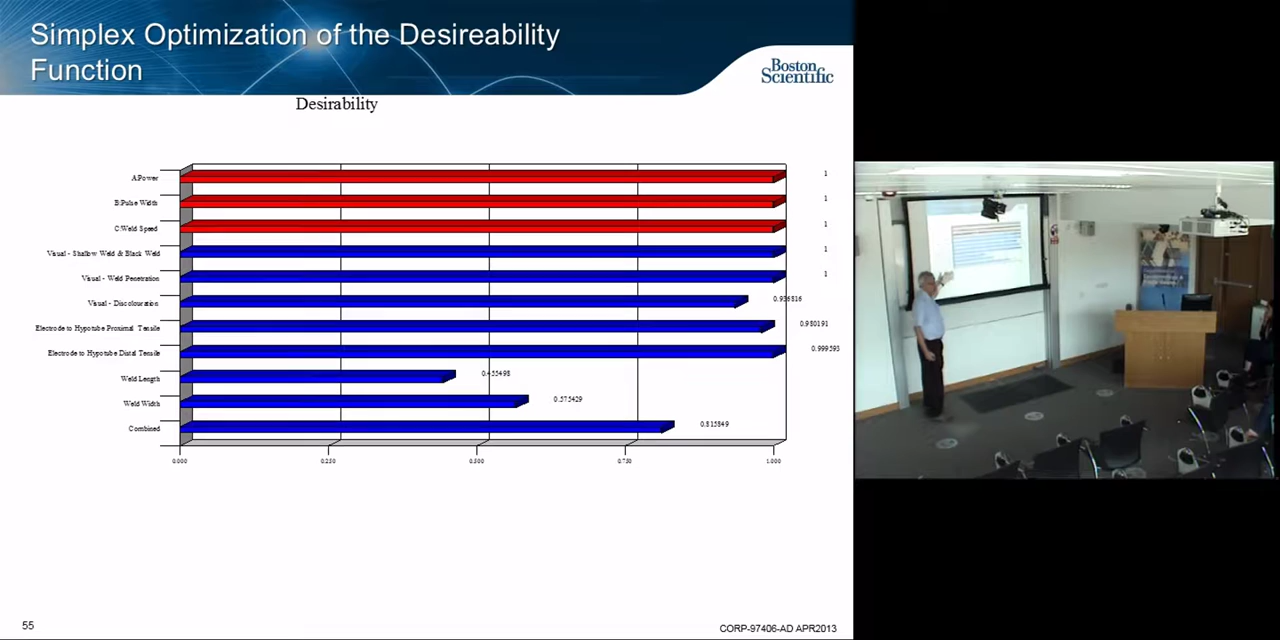 Simplex Optimization of the Desireability
Function
Boston
Scientific
Desirability
A:Power 1
B:Pulse Width 1
C:Weld Speed 1
Visual - Shallow Weld & Black Weld 1
Visual - Weld Penetration 1
Visual - Discolouration 0.936816
Electrode to Hypotube Proximal Tensile 0.980191
Electrode to Hypotube Distal Tensile 0.999593
Weld Length 0.455498
Weld Width 0.575429
Combined 0.815849
0.000 0.250 0.500 0.750 1.000
55
CORP-97406-AD APR2013